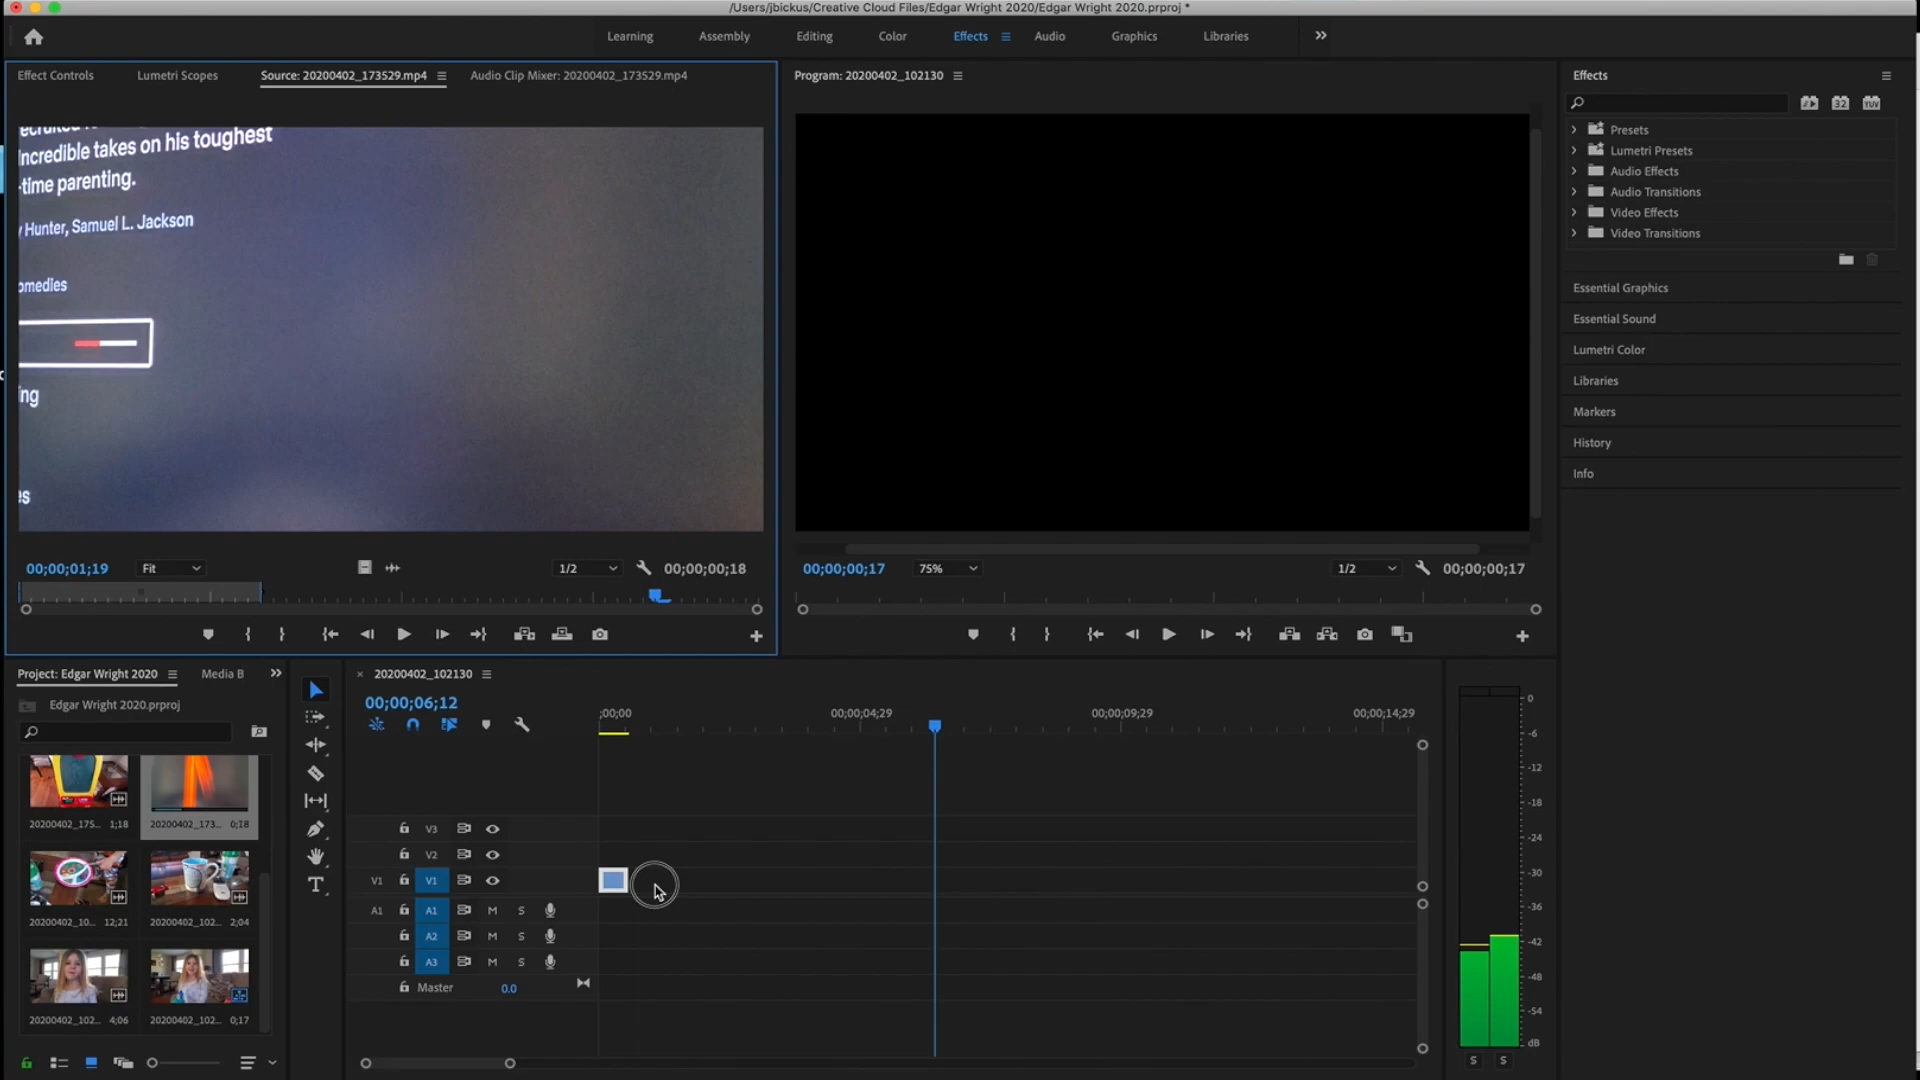 /Users/jbickus/Creative Cloud Files/Edgar Wright 2020/Edgar Wright 2020.prproj *
Learning
Assembly
Editing
Color
Effects
Audio
Graphics
Libraries
Effect Controls
Lumetri Scopes
Source: 20200402_173529.mp4
Audio Clip Mixer: 20200402_173529.mp4
Program: 20200402_102130
Effects
32
YUV
Presets
Lumetri Presets
Audio Effects
Audio Transitions
Video Effects
Video Transitions
Essential Graphics
Essential Sound
Lumetri Color
Libraries
Markers
History
Info
ncredible takes on his toughest
-time parenting.
Hunter, Samuel L. Jackson
omedies
ing
es
00;00;01;19
Fit
1/2
00;00;00;18
00;00;00;17
75%
1/2
00;00;00;17
Project: Edgar Wright 2020
Media B
Edgar Wright 2020.prproj
20200402_175... 1;18
20200402_173... 0;18
20200402_10... 12;21
20200402_102... 2;04
20200402_102... 4;06
20200402_102... 0;17
20200402_102130
00;00;06;12
;00;00
00;00;04;29
00;00;09;29
00;00;14;29
V3
V2
V1 V1
A1 A1 M S
A2 M S
A3 M S
Master 0.0
0
-6
-12
-18
-24
-30
-36
-42
-48
-54
dB
S S